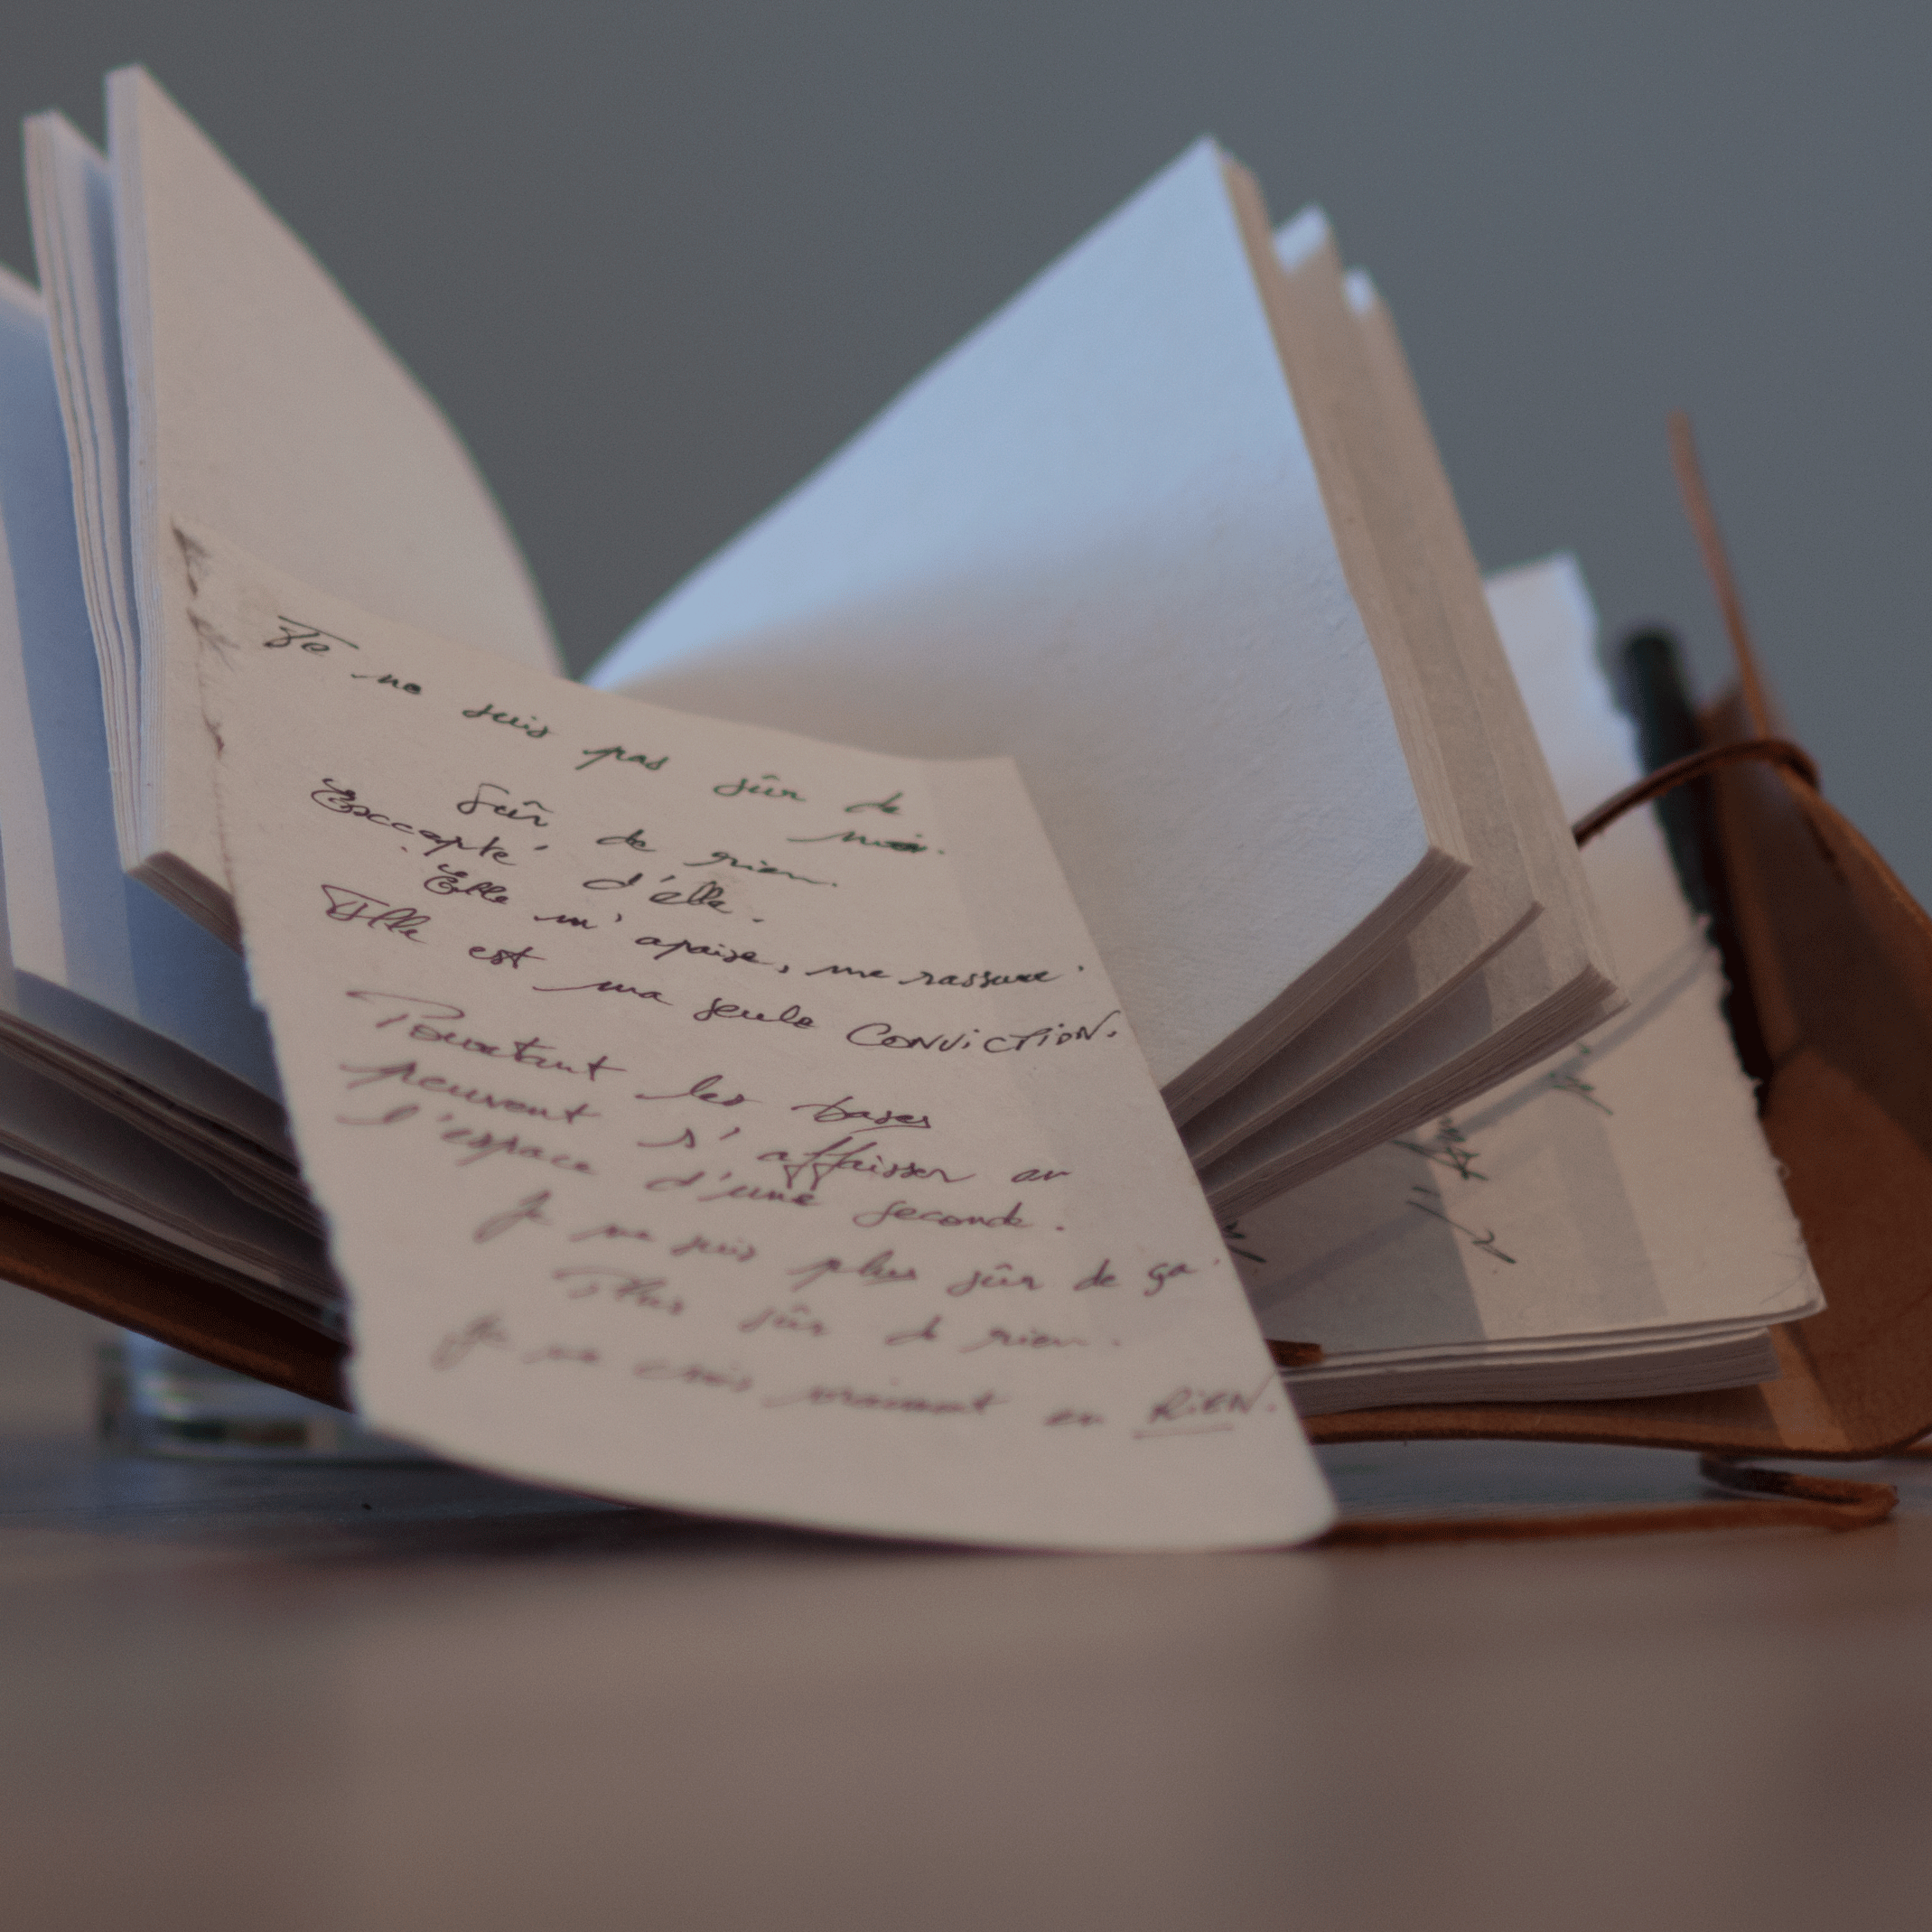 Je ne suis pas sûr de
moi.
Sûr de rien.
Exccepté d'elle.
Elle m'apaise, me rassure.
Elle est ma seule CONVICTION.
Pourtant les bases
peuvent s'affaisser en
l'espace d'une seconde.
Je ne suis plus sûr de ça.
Plus sûr de rien.
Je ne crois vraiment en RIEN.